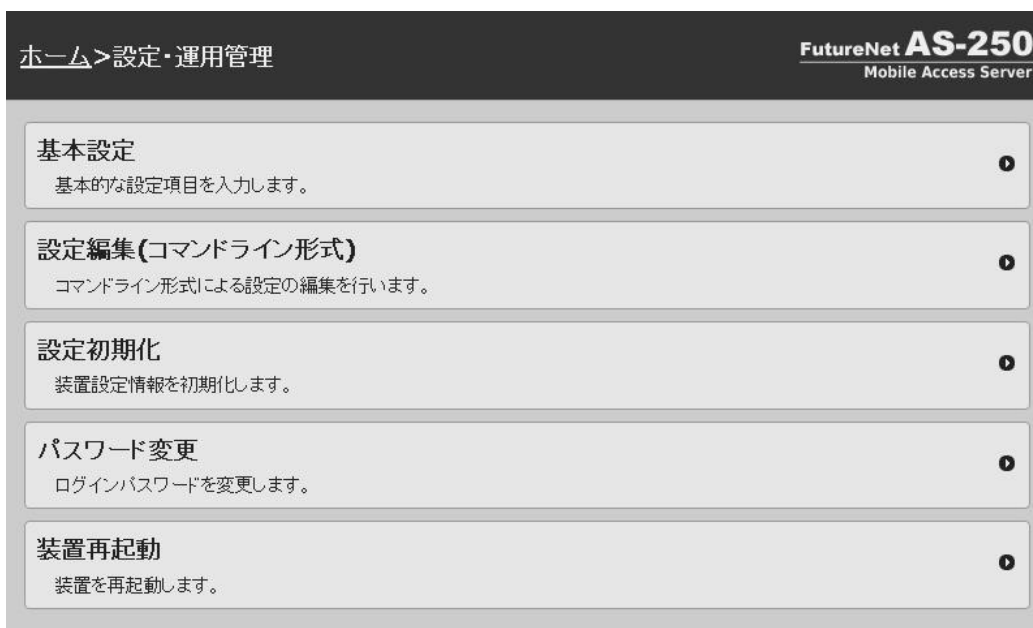 ホーム>設定・運用管理
FutureNet AS-250
Mobile Access Server
基本設定
基本的な設定項目を入力します。
設定編集(コマンドライン形式)
コマンドライン形式による設定の編集を行います。
設定初期化
装置設定情報を初期化します。
パスワード変更
ログインパスワードを変更します。
装置再起動
装置を再起動します。